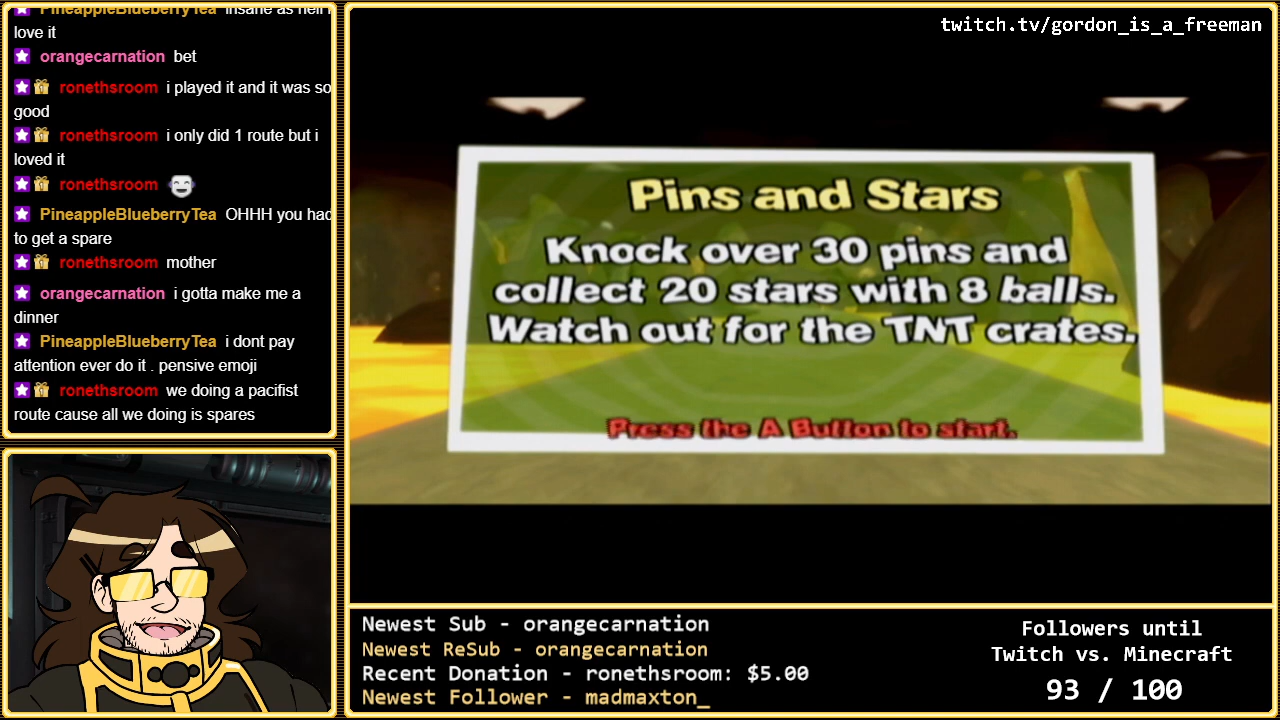 PineappleBlueberryTea insane as hell i
love it
orangecarnation bet
ronethsroom i played it and it was so
good
ronethsroom i only did 1 route but i
loved it
ronethsroom
PineappleBlueberryTea OHHH you had
to get a spare
ronethsroom mother
orangecarnation i gotta make me a
dinner
PineappleBlueberryTea i dont pay
attention ever do it . pensive emoji
ronethsroom we doing a pacifist
route cause all we doing is spares
twitch.tv/gordon_is_a_freeman
Pins and Stars
Knock over 30 pins and
collect 20 stars with 8 balls.
Watch out for the TNT crates.
Press the A Button to start.
Newest Sub - orangecarnation
Newest ReSub - orangecarnation
Recent Donation - ronethsroom: $5.00
Newest Follower - madmaxton_
Followers until
Twitch vs. Minecraft
93 / 100